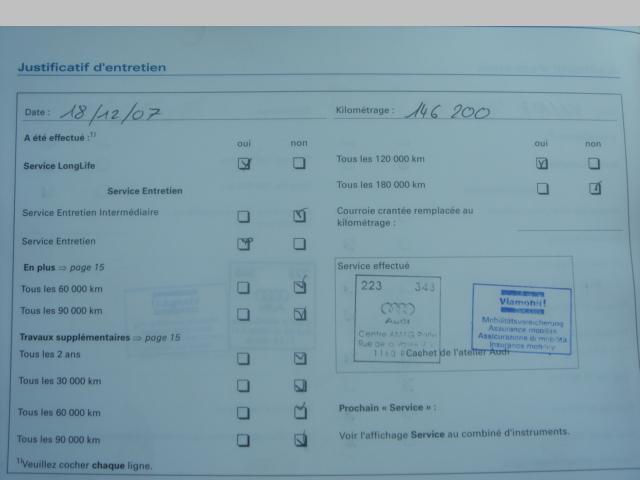 Justificatif d'entretien
Date : 18/12/07
Kilométrage : 146 200
A été effectué :1)
oui non
Service LongLife
Service Entretien
Service Entretien Intermédiaire
Service Entretien
En plus ⇒ page 15
Tous les 60 000 km
Tous les 90 000 km
Travaux supplémentaires ⇒ page 15
Tous les 2 ans
Tous les 30 000 km
Tous les 60 000 km
Tous les 90 000 km
1)Veuillez cocher chaque ligne.
oui non
Tous les 120 000 km
Tous les 180 000 km
Courroie crantée remplacée au
kilométrage :
Service effectué
223 343
Audi
Centre
Rue de la
1160 Cachet de l'atelier Audi
Viamobil!
Mobilitätsversicherung
Assurance mobilité
Assicurazione di mobilità
Insurance mobility
Prochain « Service » :
Voir l'affichage Service au combiné d'instruments.